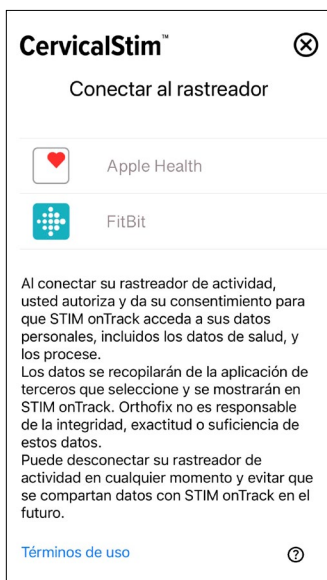 CervicalStim™
Conectar al rastreador
Apple Health
FitBit
Al conectar su rastreador de actividad,
usted autoriza y da su consentimiento para
que STIM onTrack acceda a sus datos
personales, incluidos los datos de salud, y
los procese.
Los datos se recopilarán de la aplicación de
terceros que seleccione y se mostrarán en
STIM onTrack. Orthofix no es responsable
de la integridad, exactitud o suficiencia de
estos datos.
Puede desconectar su rastreador de
actividad en cualquier momento y evitar que
se compartan datos con STIM onTrack en el
futuro.
Términos de uso